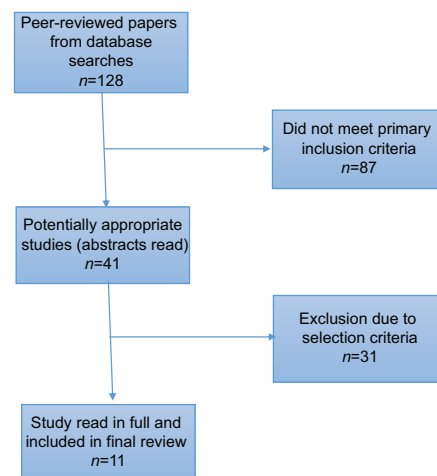 Peer-reviewed papers
from database
searches
n=128
Did not meet primary
inclusion criteria
n=87
Potentially appropriate
studies (abstracts read)
n=41
Exclusion due to
selection criteria
n=31
Study read in full and
included in final review
n=11